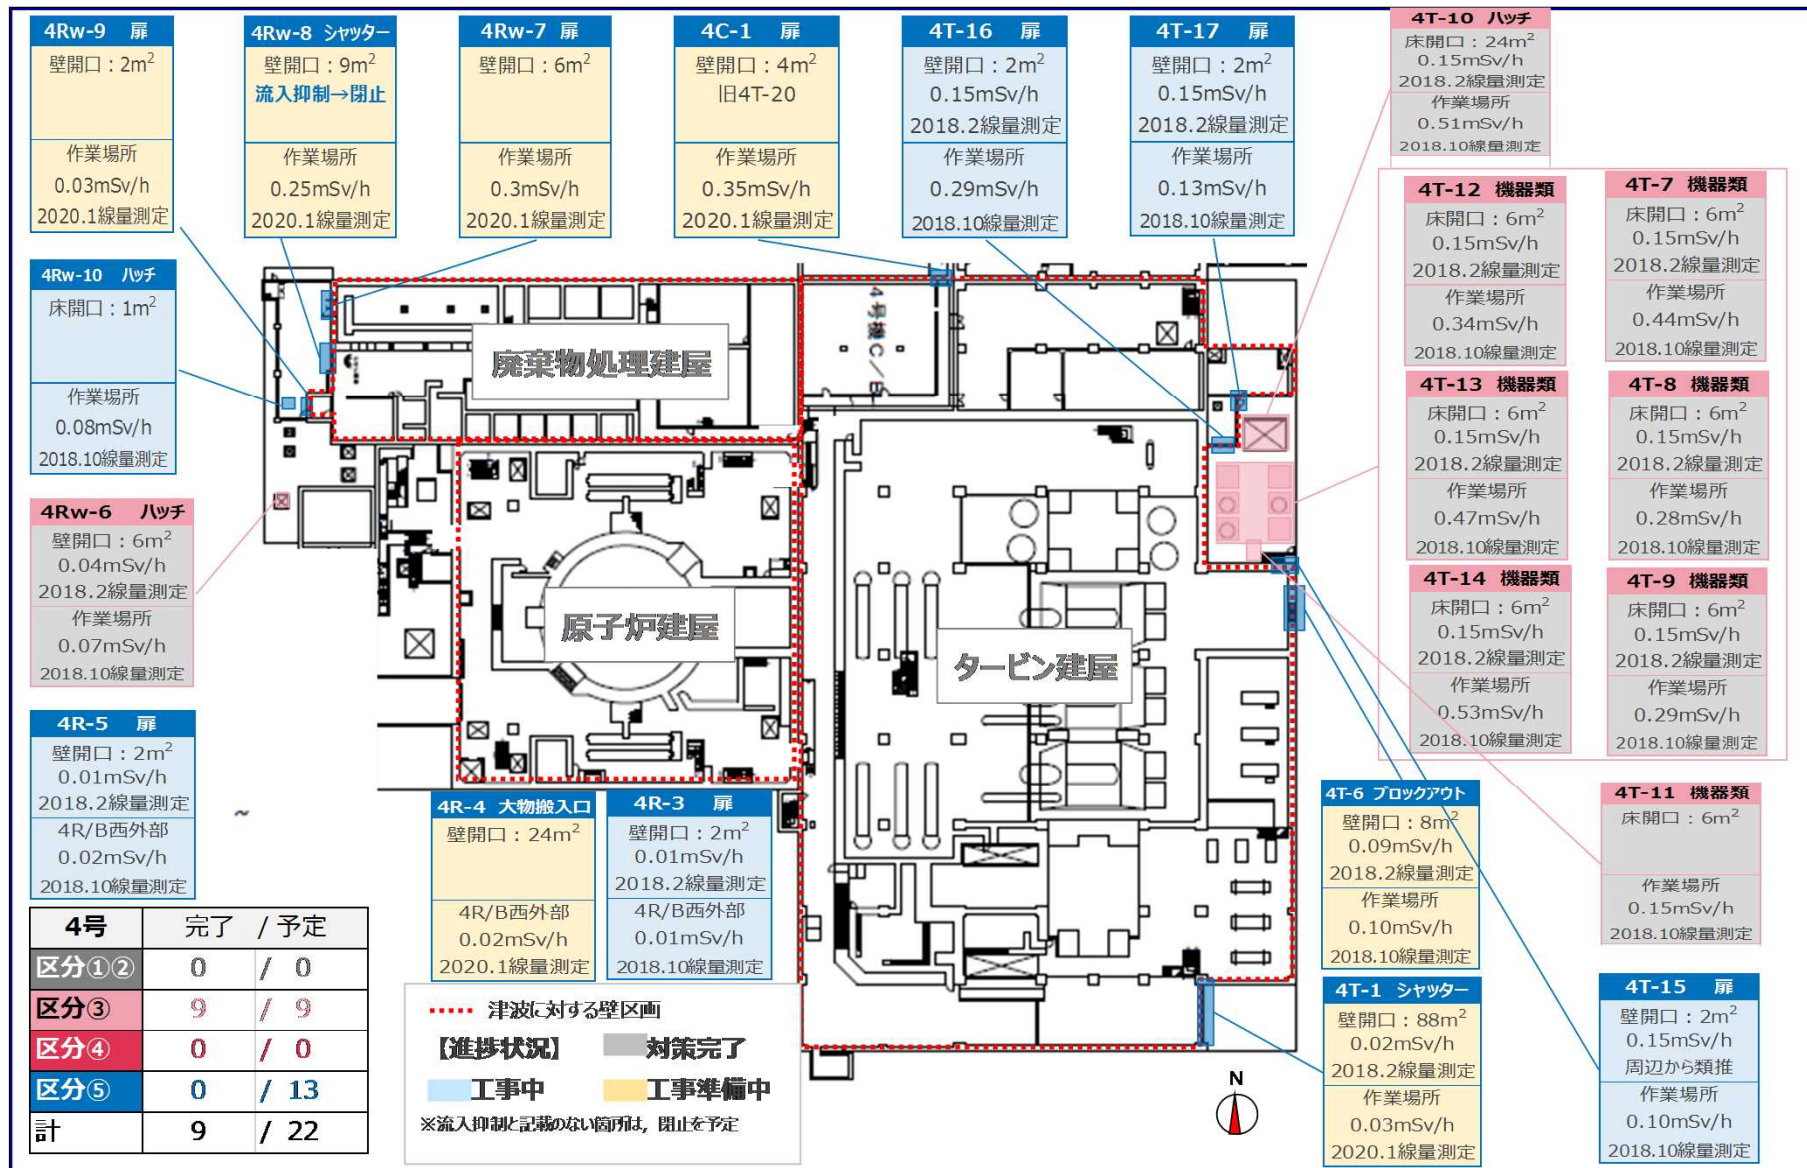 4Rw-9 扉
壁開口:2m²
作業場所
0.03mSv/h
2020.1線量測定
4Rw-8 シャッター
壁開口:9m²
流入抑制→閉止
作業場所
0.25mSv/h
2020.1線量測定
4Rw-7 扉
壁開口:6m²
作業場所
0.3mSv/h
2020.1線量測定
4C-1 扉
壁開口:4m²
旧4T-20
作業場所
0.35mSv/h
2020.1線量測定
4T-16 扉
壁開口:2m²
0.15mSv/h
2018.2線量測定
作業場所
0.29mSv/h
2018.10線量測定
4T-17 扉
壁開口:2m²
0.15mSv/h
2018.2線量測定
作業場所
0.13mSv/h
2018.10線量測定
4T-10 ハッチ
床開口:24m²
0.15mSv/h
2018.2線量測定
作業場所
0.51mSv/h
2018.10線量測定
4T-12 機器類
床開口:6m²
0.15mSv/h
2018.2線量測定
作業場所
0.34mSv/h
2018.10線量測定
4T-7 機器類
床開口:6m²
0.15mSv/h
2018.2線量測定
作業場所
0.44mSv/h
2018.10線量測定
4T-13 機器類
床開口:6m²
0.15mSv/h
2018.2線量測定
作業場所
0.47mSv/h
2018.10線量測定
4T-8 機器類
床開口:6m²
0.15mSv/h
2018.2線量測定
作業場所
0.28mSv/h
2018.10線量測定
4T-14 機器類
床開口:6m²
0.15mSv/h
2018.2線量測定
作業場所
0.53mSv/h
2018.10線量測定
4T-9 機器類
床開口:6m²
0.15mSv/h
2018.2線量測定
作業場所
0.29mSv/h
2018.10線量測定
4Rw-10 ハッチ
床開口:1m²
作業場所
0.08mSv/h
2018.10線量測定
4Rw-6 ハッチ
壁開口:6m²
0.04mSv/h
2018.2線量測定
作業場所
0.07mSv/h
2018.10線量測定
廃棄物処理建屋
4号機C/B
原子炉建屋
タービン建屋
4R-5 扉
壁開口:2m²
0.01mSv/h
2018.2線量測定
4R/B西外部
0.02mSv/h
2018.10線量測定
~
4R-4 大物搬入口
壁開口:24m²
4R/B西外部
0.02mSv/h
2020.1線量測定
4R-3 扉
壁開口:2m²
0.01mSv/h
2018.2線量測定
4R/B西外部
0.01mSv/h
2018.10線量測定
4T-6 ブロックアウト
壁開口:8m²
0.09mSv/h
2018.2線量測定
作業場所
0.10mSv/h
2018.10線量測定
4T-11 機器類
床開口:6m²
作業場所
0.15mSv/h
2018.10線量測定
4T-1 シャッター
壁開口:88m²
0.02mSv/h
2018.2線量測定
作業場所
0.03mSv/h
2020.1線量測定
4T-15 扉
壁開口:2m²
0.15mSv/h
周辺から類推
作業場所
0.10mSv/h
2018.10線量測定
4号 完了 / 予定
区分①② 0 / 0
区分③ 9 / 9
区分④ 0 / 0
区分⑤ 0 / 13
計 9 / 22
津波に対する壁区画
【進捗状況】 対策完了
工事中 工事準備中
※流入抑制と記載のない箇所は,閉止を予定
N